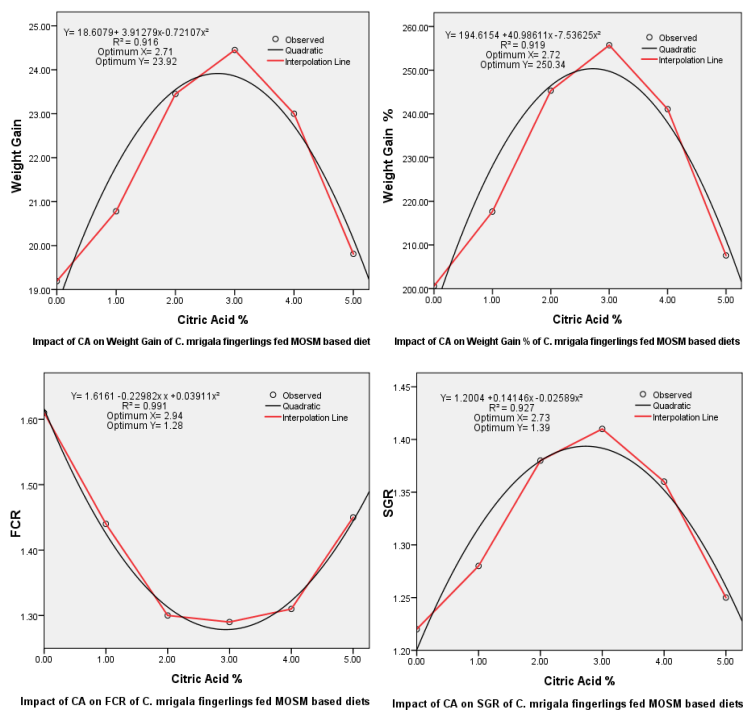 25.00
24.00
23.00
22.00
21.00
20.00
19.00
Weight Gain
Y= 18.6079+ 3.91279x-0.72107x²
R² = 0.916
Optimum X= 2.71
Optimum Y= 23.92
Observed
Quadratic
Interpolation Line
0.00 1.00 2.00 3.00 4.00 5.00
Citric Acid %
Impact of CA on Weight Gain of C. mrigala fingerlings fed MOSM based diet
260.00
250.00
240.00
230.00
220.00
210.00
200.00
Weight Gain %
Y= 194.6154 +40.98611x-7.53625x²
R² = 0.919
Optimum X= 2.72
Optimum Y= 250.34
Observed
Quadratic
Interpolation Line
0.00 1.00 2.00 3.00 4.00 5.00
Citric Acid %
Impact of CA on Weight Gain % of C. mrigala fingerlings fed MOSM based diets
1.60
1.50
1.40
1.30
FCR
Y= 1.6161 -0.22982x x +0.03911x²
R² = 0.991
Optimum X= 2.94
Optimum Y= 1.28
Observed
Quadratic
Interpolation Line
0.00 1.00 2.00 3.00 4.00 5.00
Citric Acid %
Impact of CA on FCR of C. mrigala fingerlings fed MOSM based diets
1.45
1.40
1.35
1.30
1.25
1.20
SGR
Y= 1.2004 +0.14146x-0.02589x²
R² = 0.927
Optimum X= 2.73
Optimum Y= 1.39
Observed
Quadratic
Interpolation Line
0.00 1.00 2.00 3.00 4.00 5.00
Citric Acid %
Impact of CA on SGR of C. mrigala fingerlings fed MOSM based diets